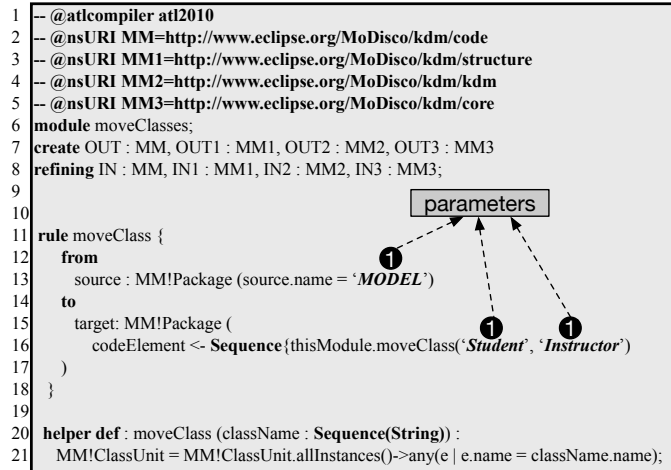 1 -- @atlcompiler atl2010
2 -- @nsURI MM=http://www.eclipse.org/MoDisco/kdm/code
3 -- @nsURI MM1=http://www.eclipse.org/MoDisco/kdm/structure
4 -- @nsURI MM2=http://www.eclipse.org/MoDisco/kdm/kdm
5 -- @nsURI MM3=http://www.eclipse.org/MoDisco/kdm/core
6 module moveClasses;
7 create OUT : MM, OUT1 : MM1, OUT2 : MM2, OUT3 : MM3
8 refining IN : MM, IN1 : MM1, IN2 : MM2, IN3 : MM3;
9
10 parameters
11 rule moveClass {
12 from 1
13 source : MM!Package (source.name = ‘MODEL’)
14 to
15 target: MM!Package ( 1 1
16 codeElement <- Sequence{thisModule.moveClass(‘Student’, ‘Instructor’)
17 )
18 }
19
20 helper def : moveClass (className : Sequence(String)) :
21 MM!ClassUnit = MM!ClassUnit.allInstances()->any(e | e.name = className.name);